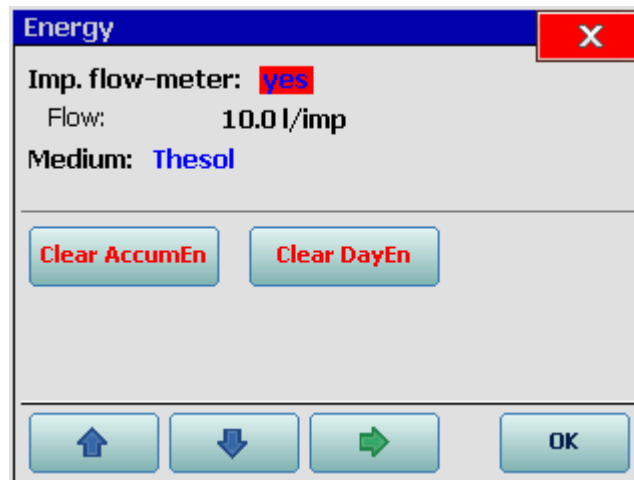 Energy
X
Imp. flow-meter: yes
Flow: 10.0 l/imp
Medium: Thesol
Clear AccumEn Clear DayEn
OK